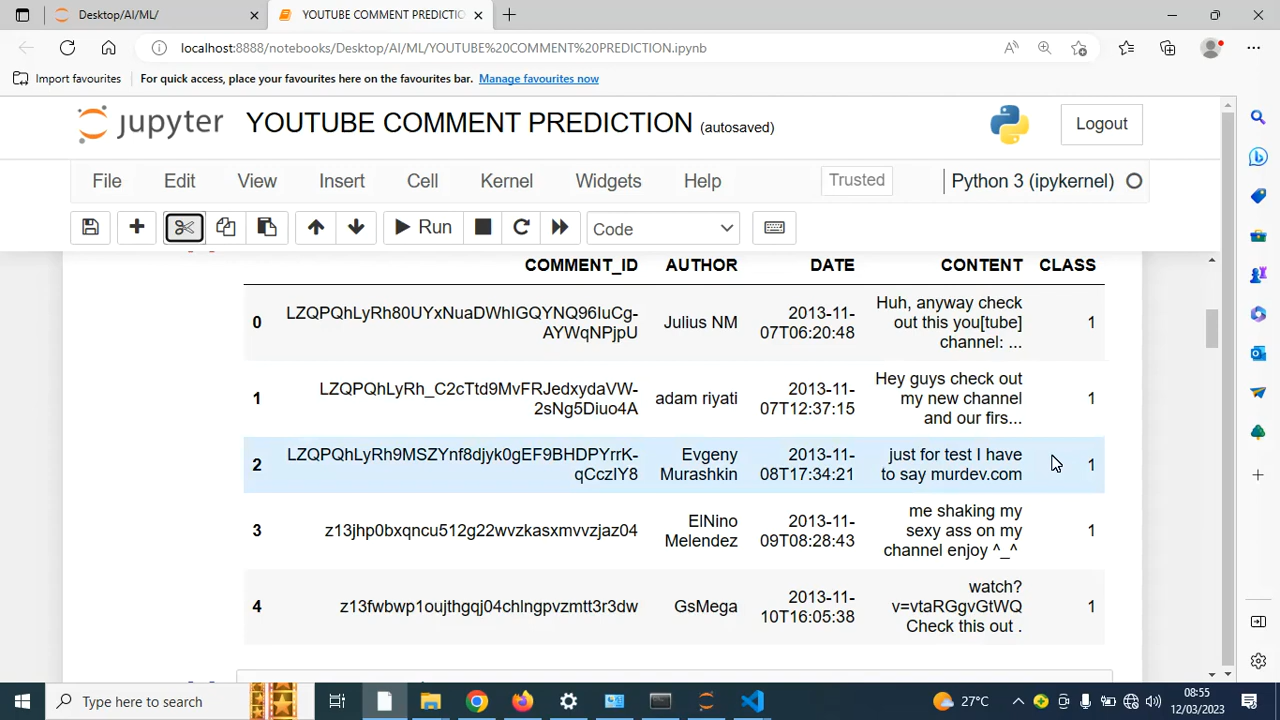 Desktop/AI/ML/
YOUTUBE COMMENT PREDICTIO
localhost:8888/notebooks/Desktop/AI/ML/YOUTUBE%20COMMENT%20PREDICTION.ipynb
Import favourites
For quick access, place your favourites here on the favourites bar. Manage favourites now
jupyter YOUTUBE COMMENT PREDICTION (autosaved)
Logout
File Edit View Insert Cell Kernel Widgets Help
Trusted
Python 3 (ipykernel)
Run
Code
COMMENT_ID AUTHOR DATE CONTENT CLASS
0 LZQPQhLyRh80UYxNuaDWhIGQYNQ96IuCg-
AYWqNPjpU
Julius NM
2013-11-
07T06:20:48
Huh, anyway check
out this you[tube]
channel: ...
1
1 LZQPQhLyRh_C2cTtd9MvFRJedxydaVW-
2sNg5Diuo4A
adam riyati
2013-11-
07T12:37:15
Hey guys check out
my new channel
and our firs...
1
2 LZQPQhLyRh9MSZYnf8djyk0gEF9BHDPYrrK-
qCczIY8
Evgeny
Murashkin
2013-11-
08T17:34:21
just for test I have
to say murdev.com
1
3 z13jhp0bxqncu512g22wvzkasxmvvzjaz04
ElNino
Melendez
2013-11-
09T08:28:43
me shaking my
sexy ass on my
channel enjoy ^_^
1
4 z13fwbwp1oujthgqj04chlngpvzmtt3r3dw
GsMega
2013-11-
10T16:05:38
watch?
v=vtaRGgvGtWQ
Check this out .
1
Type here to search
27°C
08:55
12/03/2023